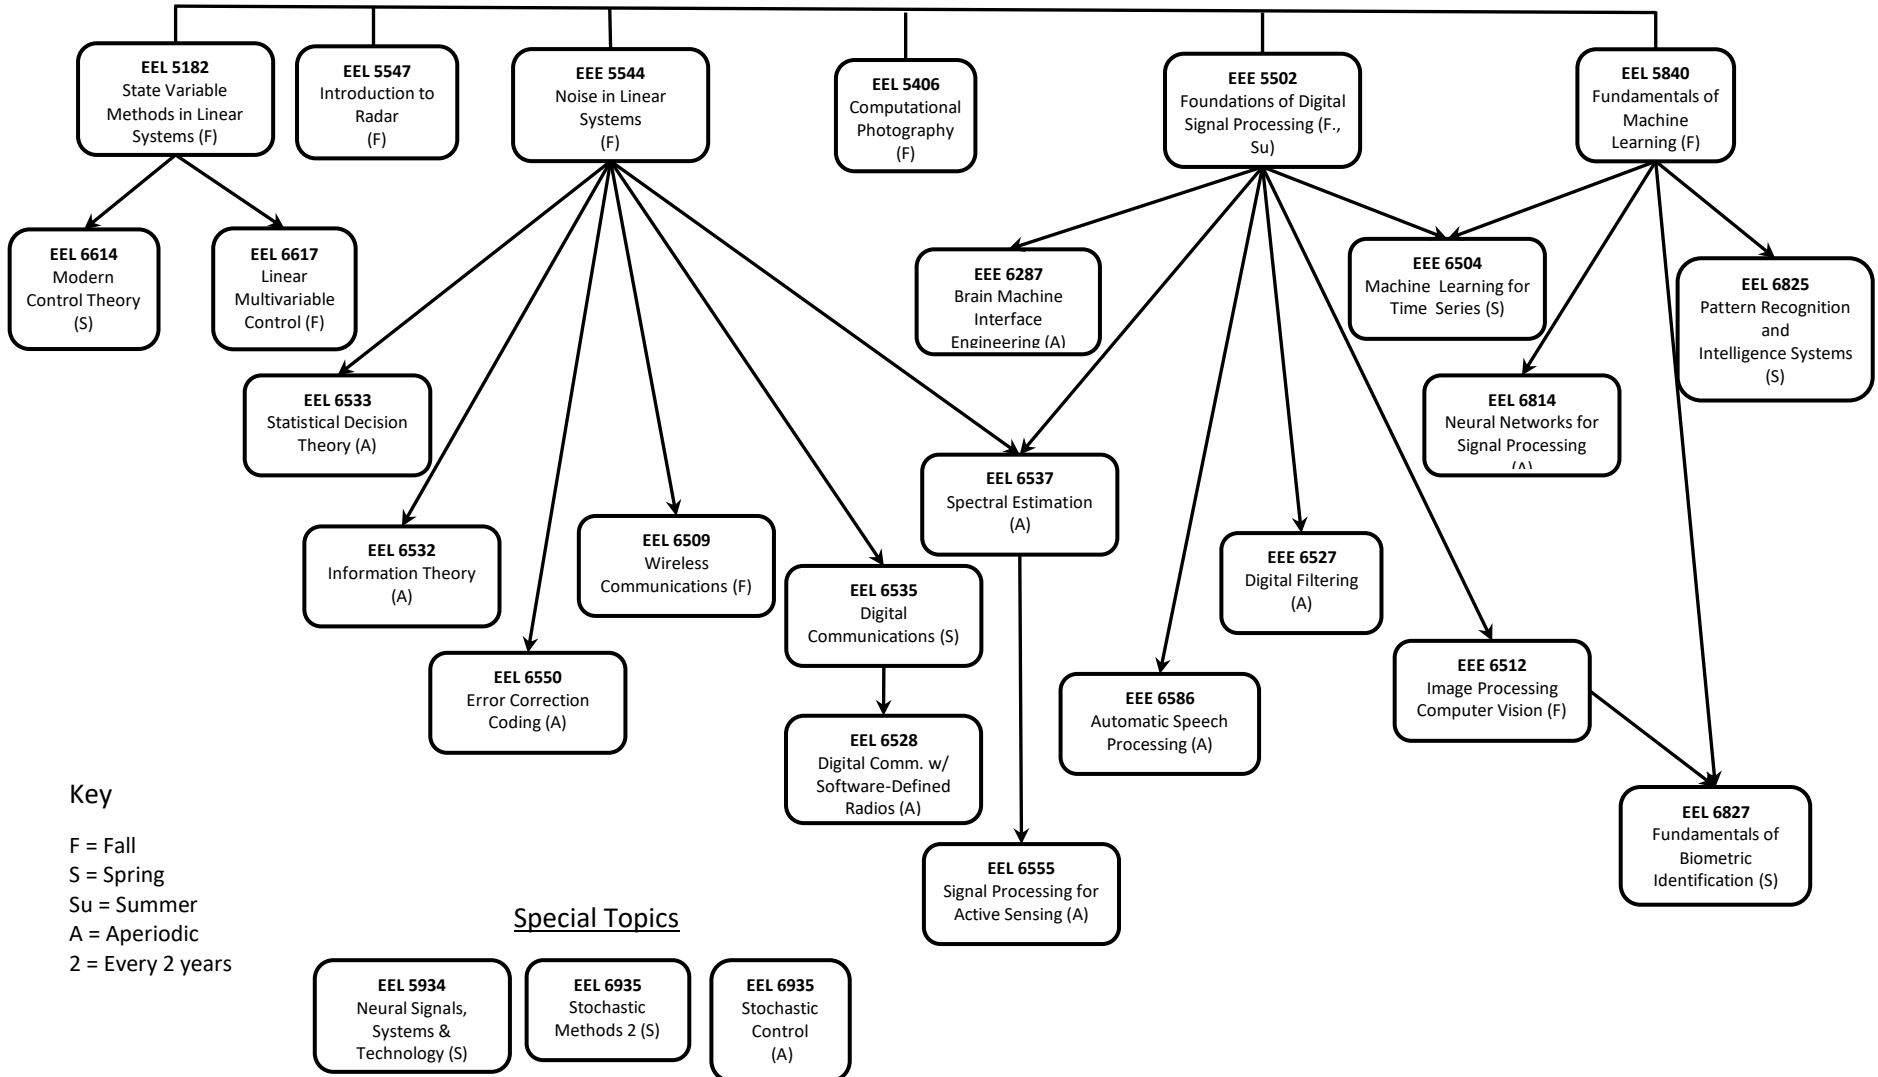 EEL 5182
State Variable
Methods in Linear
Systems (F)
EEL 5547
Introduction to
Radar
(F)
EEE 5544
Noise in Linear
Systems
(F)
EEL 5406
Computational
Photography
(F)
EEE 5502
Foundations of Digital
Signal Processing (F.,
Su)
EEL 5840
Fundamentals of
Machine
Learning (F)
EEL 6614
Modern
Control Theory
(S)
EEL 6617
Linear
Multivariable
Control (F)
EEE 6287
Brain Machine
Interface
Engineering (A)
EEE 6504
Machine Learning for
Time Series (S)
EEL 6825
Pattern Recognition
and
Intelligence Systems
(S)
EEL 6533
Statistical Decision
Theory (A)
EEL 6814
Neural Networks for
Signal Processing
(A)
EEL 6537
Spectral Estimation
(A)
EEL 6532
Information Theory
(A)
EEL 6509
Wireless
Communications (F)
EEL 6535
Digital
Communications (S)
EEE 6527
Digital Filtering
(A)
EEL 6550
Error Correction
Coding (A)
EEE 6586
Automatic Speech
Processing (A)
EEE 6512
Image Processing
Computer Vision (F)
EEL 6528
Digital Comm. w/
Software-Defined
Radios (A)
EEL 6827
Fundamentals of
Biometric
Identification (S)
EEL 6555
Signal Processing for
Active Sensing (A)
Key
F = Fall
S = Spring
Su = Summer
A = Aperiodic
2 = Every 2 years
Special Topics
EEL 5934
Neural Signals,
Systems &
Technology (S)
EEL 6935
Stochastic
Methods 2 (S)
EEL 6935
Stochastic
Control
(A)